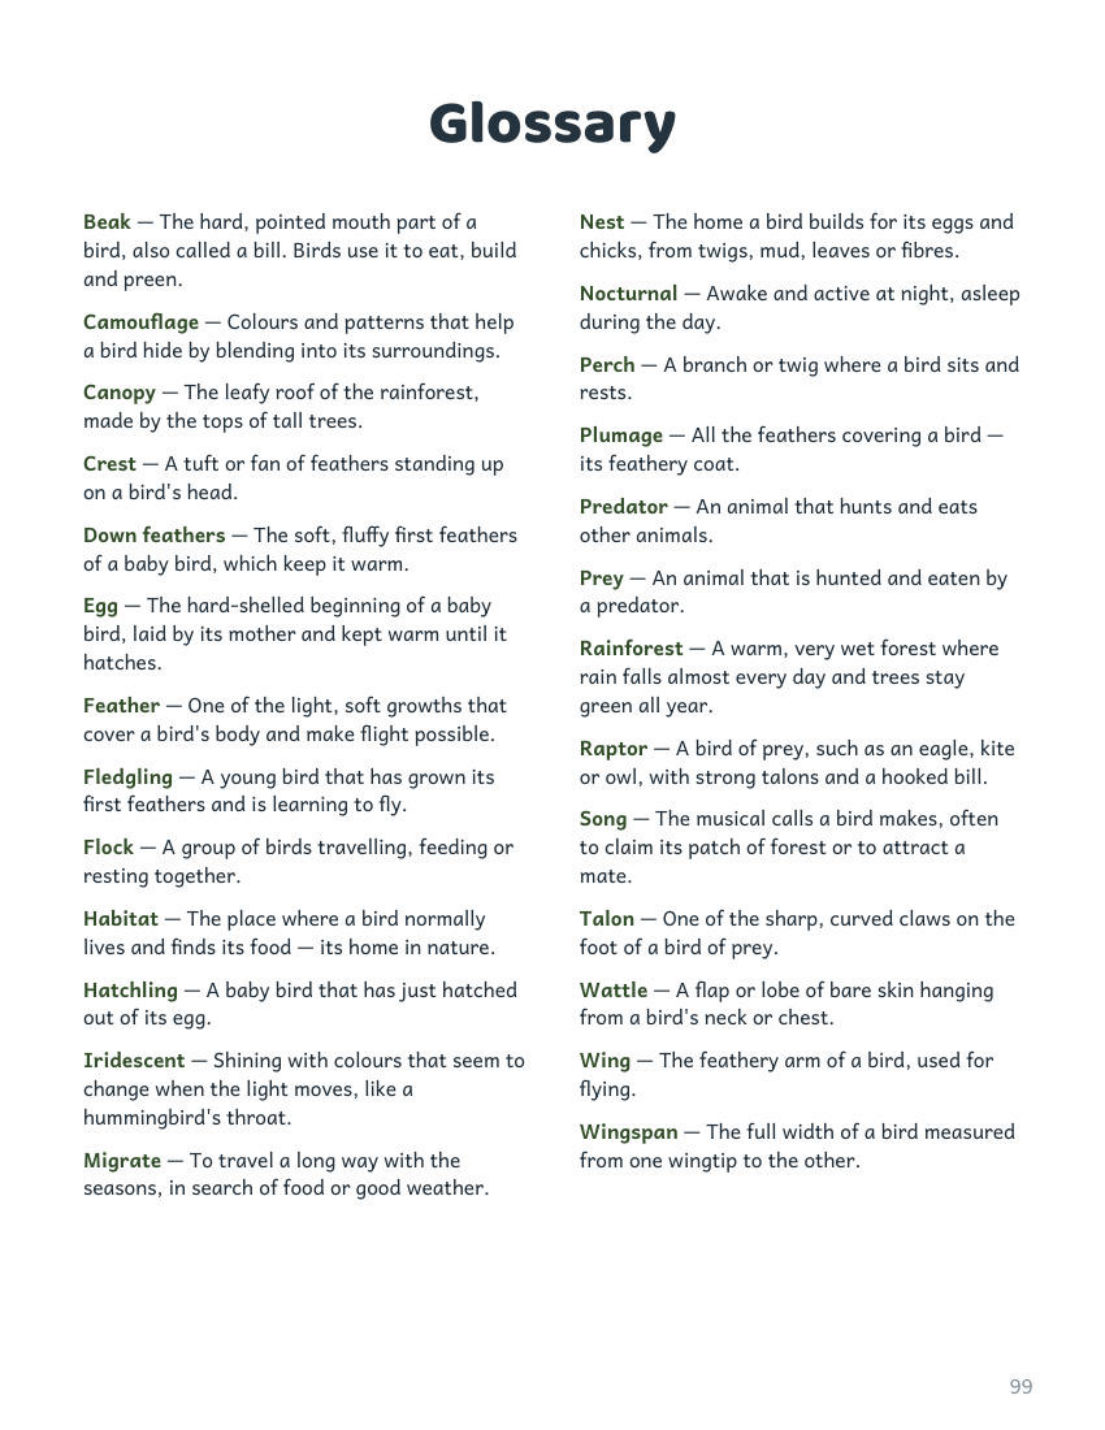 Glossary
Beak — The hard, pointed mouth part of a
bird, also called a bill. Birds use it to eat, build
and preen.
Camouflage — Colours and patterns that help
a bird hide by blending into its surroundings.
Canopy — The leafy roof of the rainforest,
made by the tops of tall trees.
Crest — A tuft or fan of feathers standing up
on a bird's head.
Down feathers — The soft, fluffy first feathers
of a baby bird, which keep it warm.
Egg — The hard-shelled beginning of a baby
bird, laid by its mother and kept warm until it
hatches.
Feather — One of the light, soft growths that
cover a bird's body and make flight possible.
Fledgling — A young bird that has grown its
first feathers and is learning to fly.
Flock — A group of birds travelling, feeding or
resting together.
Habitat — The place where a bird normally
lives and finds its food — its home in nature.
Hatchling — A baby bird that has just hatched
out of its egg.
Iridescent — Shining with colours that seem to
change when the light moves, like a
hummingbird's throat.
Migrate — To travel a long way with the
seasons, in search of food or good weather.
Nest — The home a bird builds for its eggs and
chicks, from twigs, mud, leaves or fibres.
Nocturnal — Awake and active at night, asleep
during the day.
Perch — A branch or twig where a bird sits and
rests.
Plumage — All the feathers covering a bird —
its feathery coat.
Predator — An animal that hunts and eats
other animals.
Prey — An animal that is hunted and eaten by
a predator.
Rainforest — A warm, very wet forest where
rain falls almost every day and trees stay
green all year.
Raptor — A bird of prey, such as an eagle, kite
or owl, with strong talons and a hooked bill.
Song — The musical calls a bird makes, often
to claim its patch of forest or to attract a
mate.
Talon — One of the sharp, curved claws on the
foot of a bird of prey.
Wattle — A flap or lobe of bare skin hanging
from a bird's neck or chest.
Wing — The feathery arm of a bird, used for
flying.
Wingspan — The full width of a bird measured
from one wingtip to the other.
99